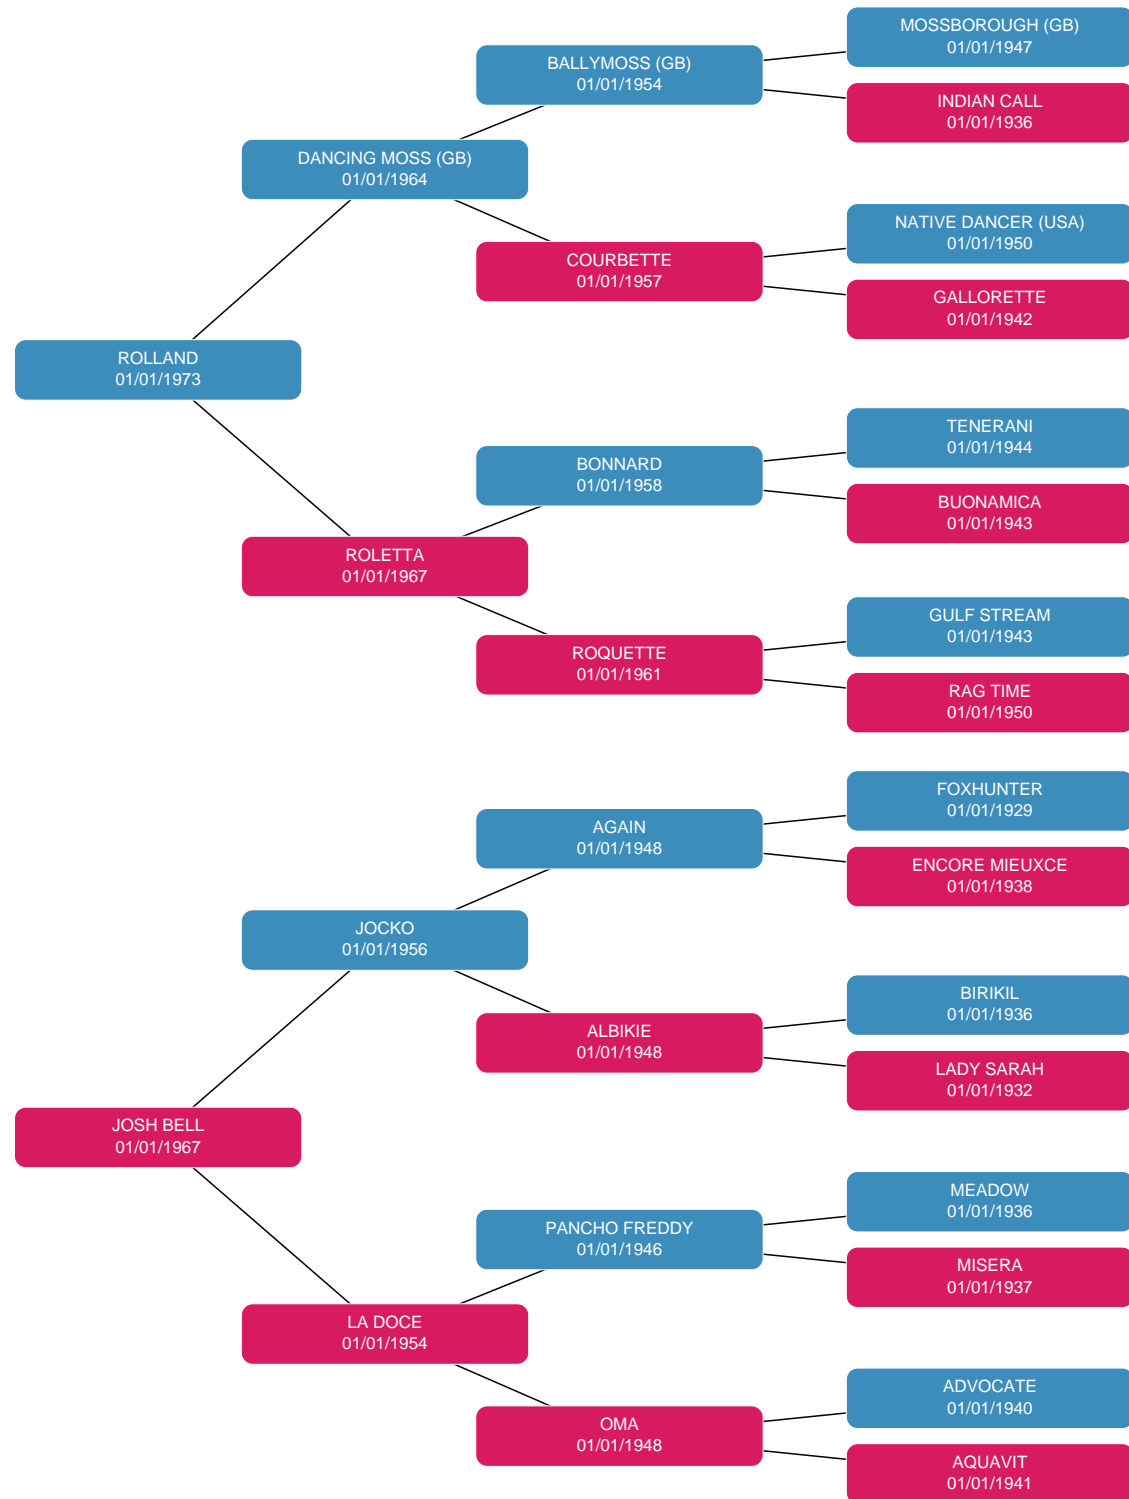 MOSSBOROUGH (GB)
01/01/1947
BALLYMOSS (GB)
01/01/1954
INDIAN CALL
01/01/1936
DANCING MOSS (GB)
01/01/1964
NATIVE DANCER (USA)
01/01/1950
COURBETTE
01/01/1957
GALLORETTE
01/01/1942
ROLLAND
01/01/1973
TENERANI
01/01/1944
BONNARD
01/01/1958
BUONAMICA
01/01/1943
ROLETTA
01/01/1967
GULF STREAM
01/01/1943
ROQUETTE
01/01/1961
RAG TIME
01/01/1950
FOXHUNTER
01/01/1929
AGAIN
01/01/1948
ENCORE MIEUXCE
01/01/1938
JOCKO
01/01/1956
BIRIKIL
01/01/1936
ALBIKIE
01/01/1948
LADY SARAH
01/01/1932
JOSH BELL
01/01/1967
MEADOW
01/01/1936
PANCHO FREDDY
01/01/1946
MISERA
01/01/1937
LA DOCE
01/01/1954
ADVOCATE
01/01/1940
OMA
01/01/1948
AQUAVIT
01/01/1941